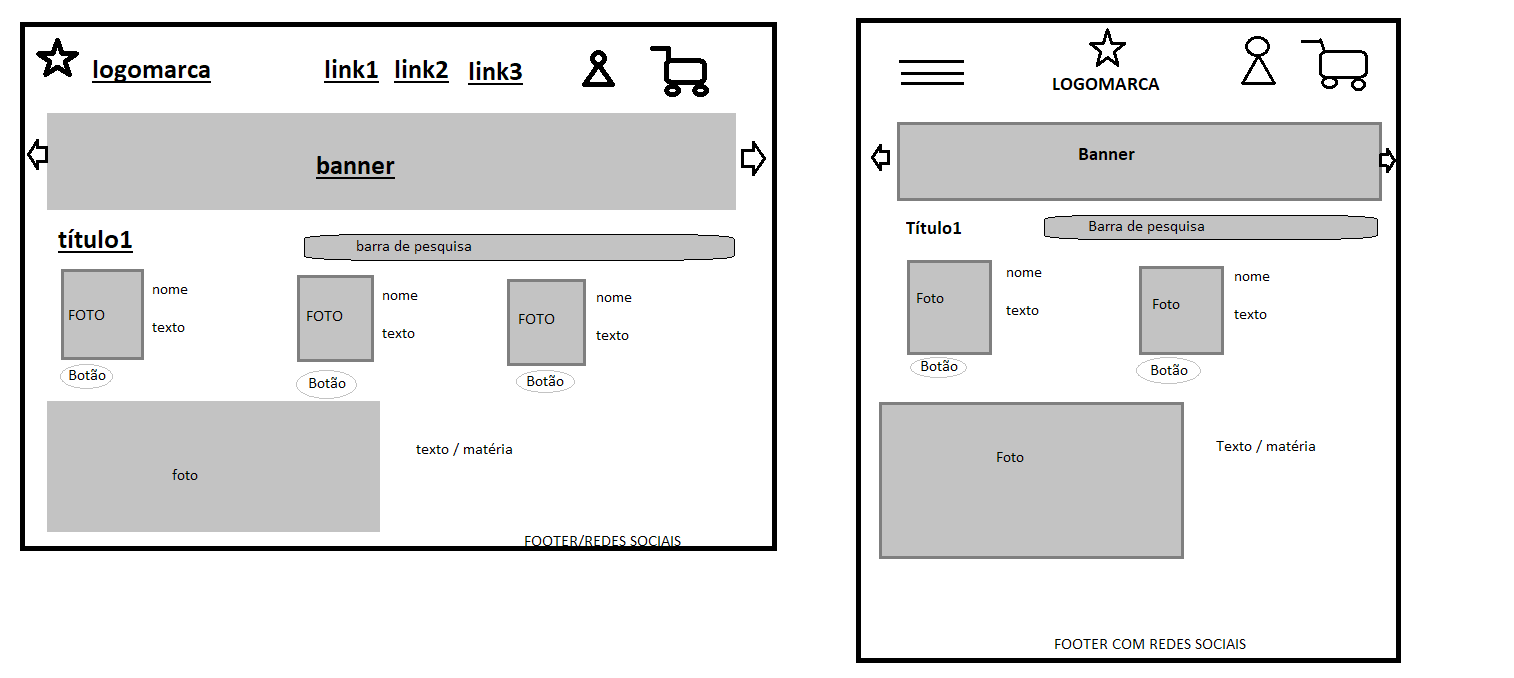 logomarca
link1 link2 link3
banner
título1
barra de pesquisa
FOTO
nome
texto
Botão
FOTO
nome
texto
Botão
FOTO
nome
texto
Botão
foto
texto / matéria
FOOTER/REDES SOCIAIS
LOGOMARCA
Banner
Título1
Barra de pesquisa
Foto
nome
texto
Botão
Foto
nome
texto
Botão
Foto
Texto / matéria
FOOTER COM REDES SOCIAIS